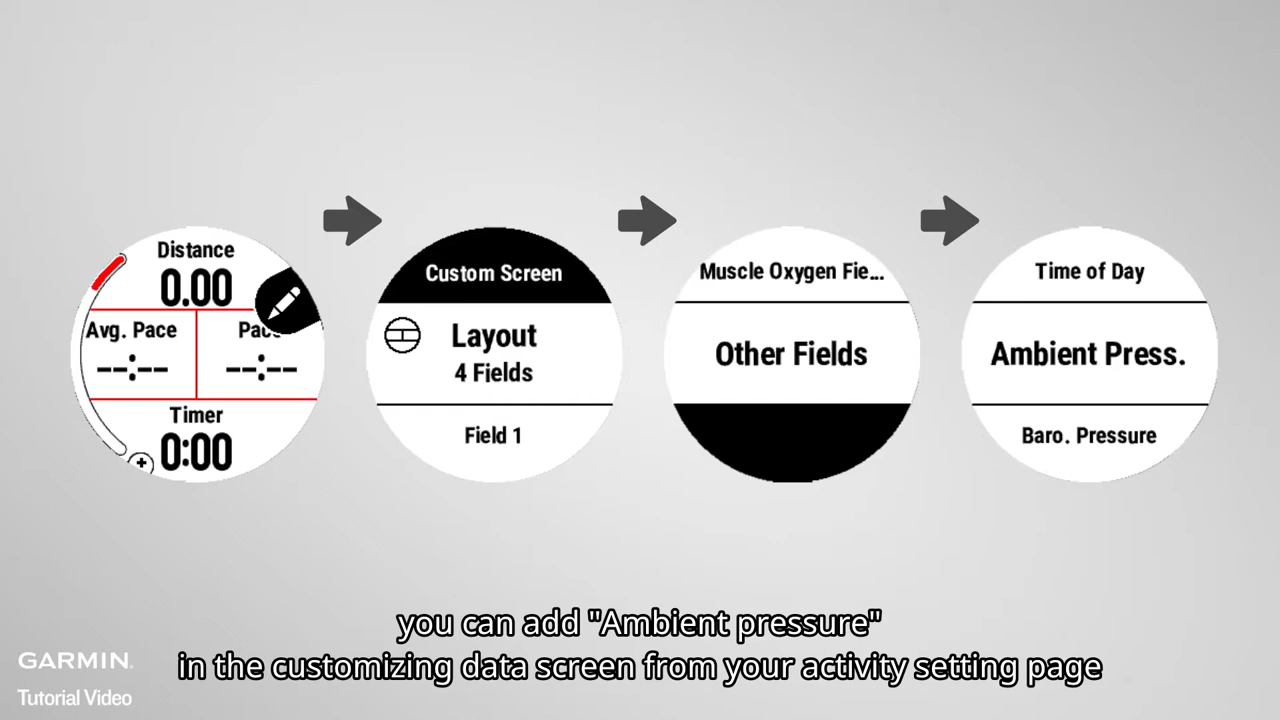 Distance
0.00
Avg. Pace
--:--
--:--
Timer
0:00
Custom Screen
Layout
4 Fields
Field 1
Muscle Oxygen Fie...
Other Fields
Time of Day
Ambient Press.
Baro. Pressure
you can add "Ambient pressure"
in the customizing data screen from your activity setting page
GARMIN.
Tutorial Video